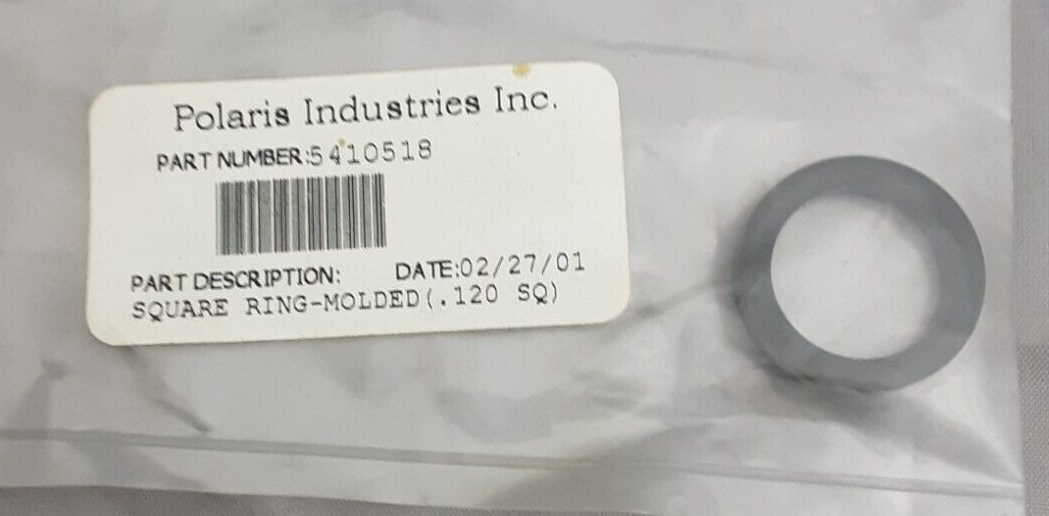 Polaris Industries Inc.
PART NUMBER:5410518
PART DESCRIPTION: DATE:02/27/01
SQUARE RING-MOLDED(.120 SQ)